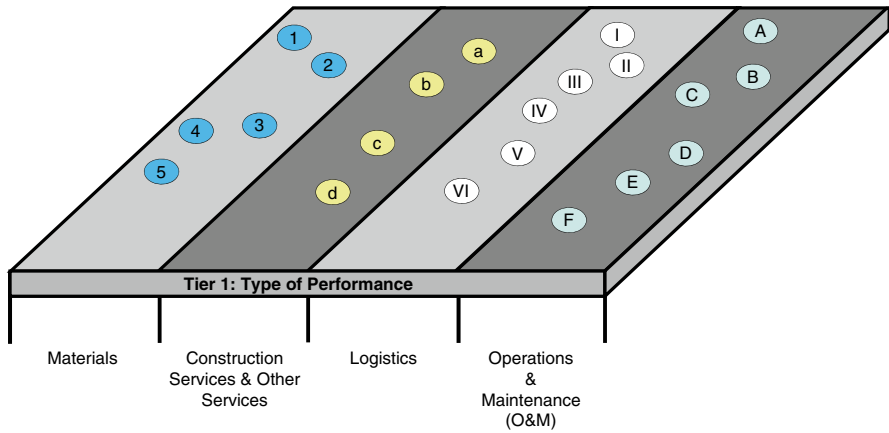 1
2
3
4
5
a
b
c
d
I
II
III
IV
V
VI
A
B
C
D
E
F
Tier 1: Type of Performance
Materials
Construction
Services & Other
Services
Logistics
Operations
&
Maintenance
(O&M)